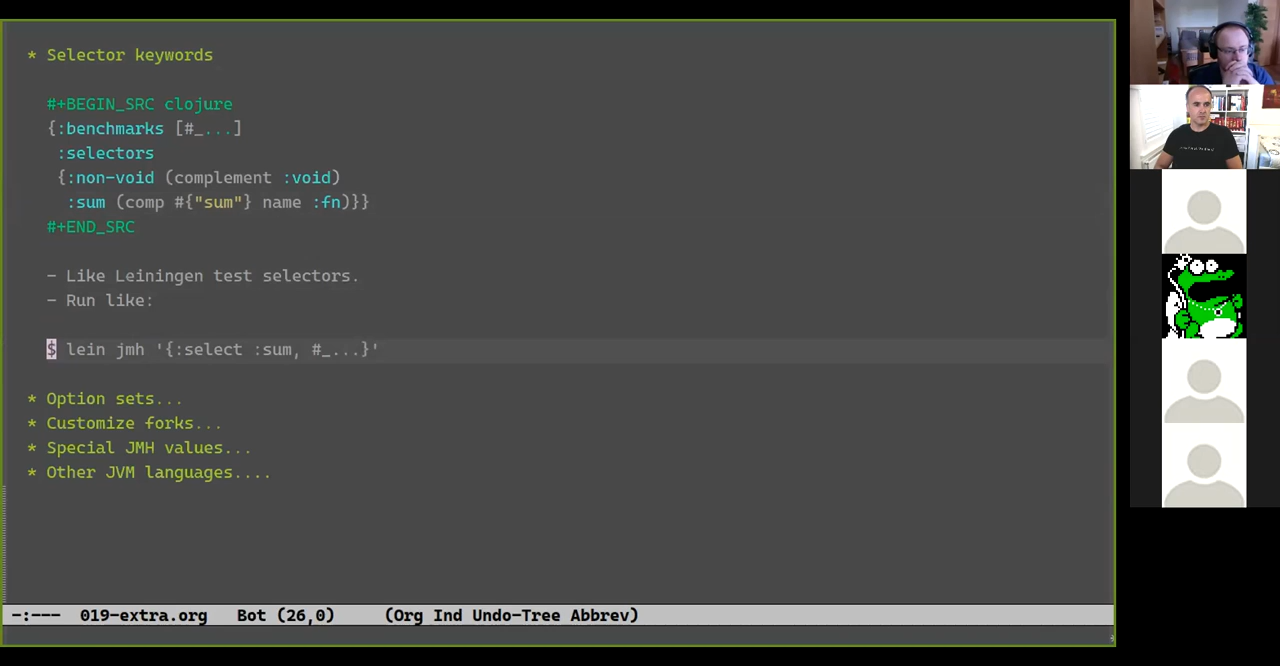 * Selector keywords
#+BEGIN_SRC clojure
{:benchmarks [#_...]
:selectors
{:non-void (complement :void)
:sum (comp #{"sum"} name :fn)}}
#+END_SRC
- Like Leiningen test selectors.
- Run like:
$ lein jmh '{:select :sum, #_...}'
* Option sets...
* Customize forks...
* Special JMH values...
* Other JVM languages....
-:--- 019-extra.org Bot (26,0) (Org Ind Undo-Tree Abbrev)